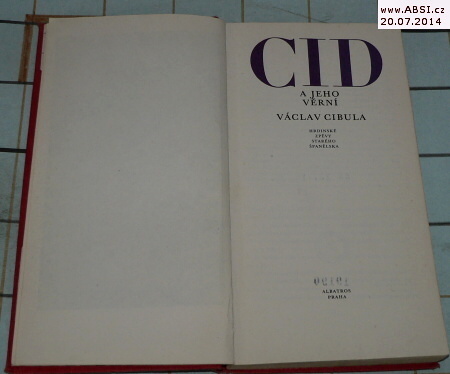 www.ABSI.cz
20.07.2014
CID
A JEHO
VĚRNÍ
VÁCLAV CIBULA
HRDINSKÉ
ZPĚVY
STARÉHO
ŠPANĚLSKA
ALBATROS
PRAHA